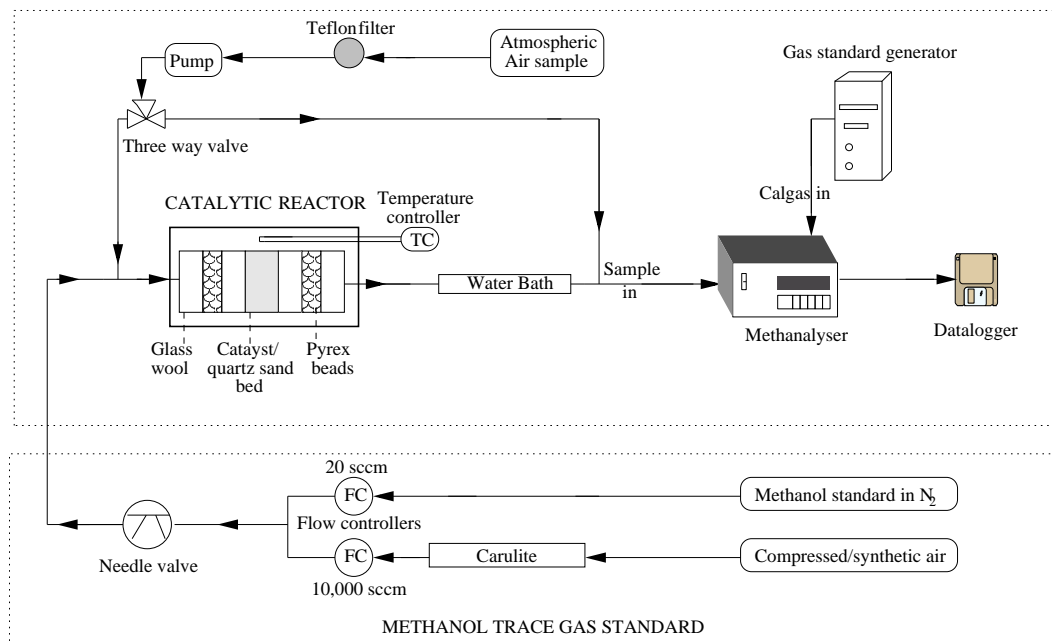 Teflon filter
Pump
Atmospheric
Air sample
Gas standard generator
Three way valve
Calgas in
CATALYTIC REACTOR
Temperature
controller
TC
Water Bath
Sample
in
Methanalyser
Datalogger
Glass
wool
Catayst/
quartz sand
bed
Pyrex
beads
20 sccm
FC
Methanol standard in N2
Flow controllers
Needle valve
FC
Carulite
Compressed/synthetic air
10,000 sccm
METHANOL TRACE GAS STANDARD